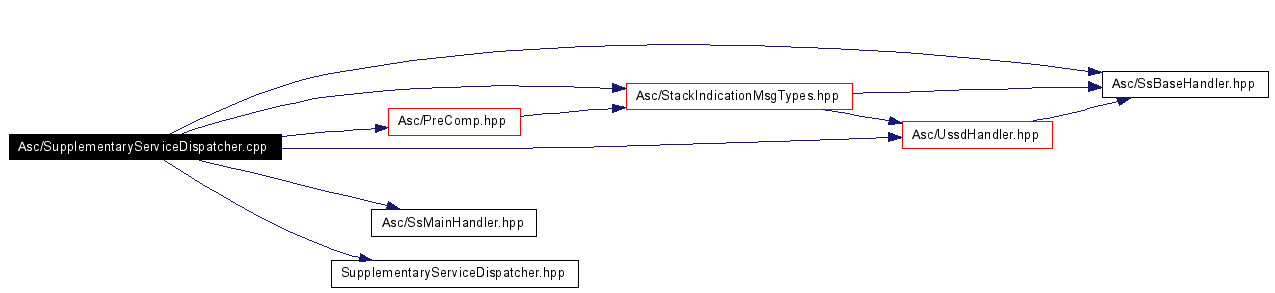 Asc/SsBaseHandler.hpp
Asc/StackIndicationMsgTypes.hpp
Asc/PreComp.hpp
Asc/UssdHandler.hpp
Asc/SupplementaryServiceDispatcher.cpp
Asc/SsMainHandler.hpp
SupplementaryServiceDispatcher.hpp